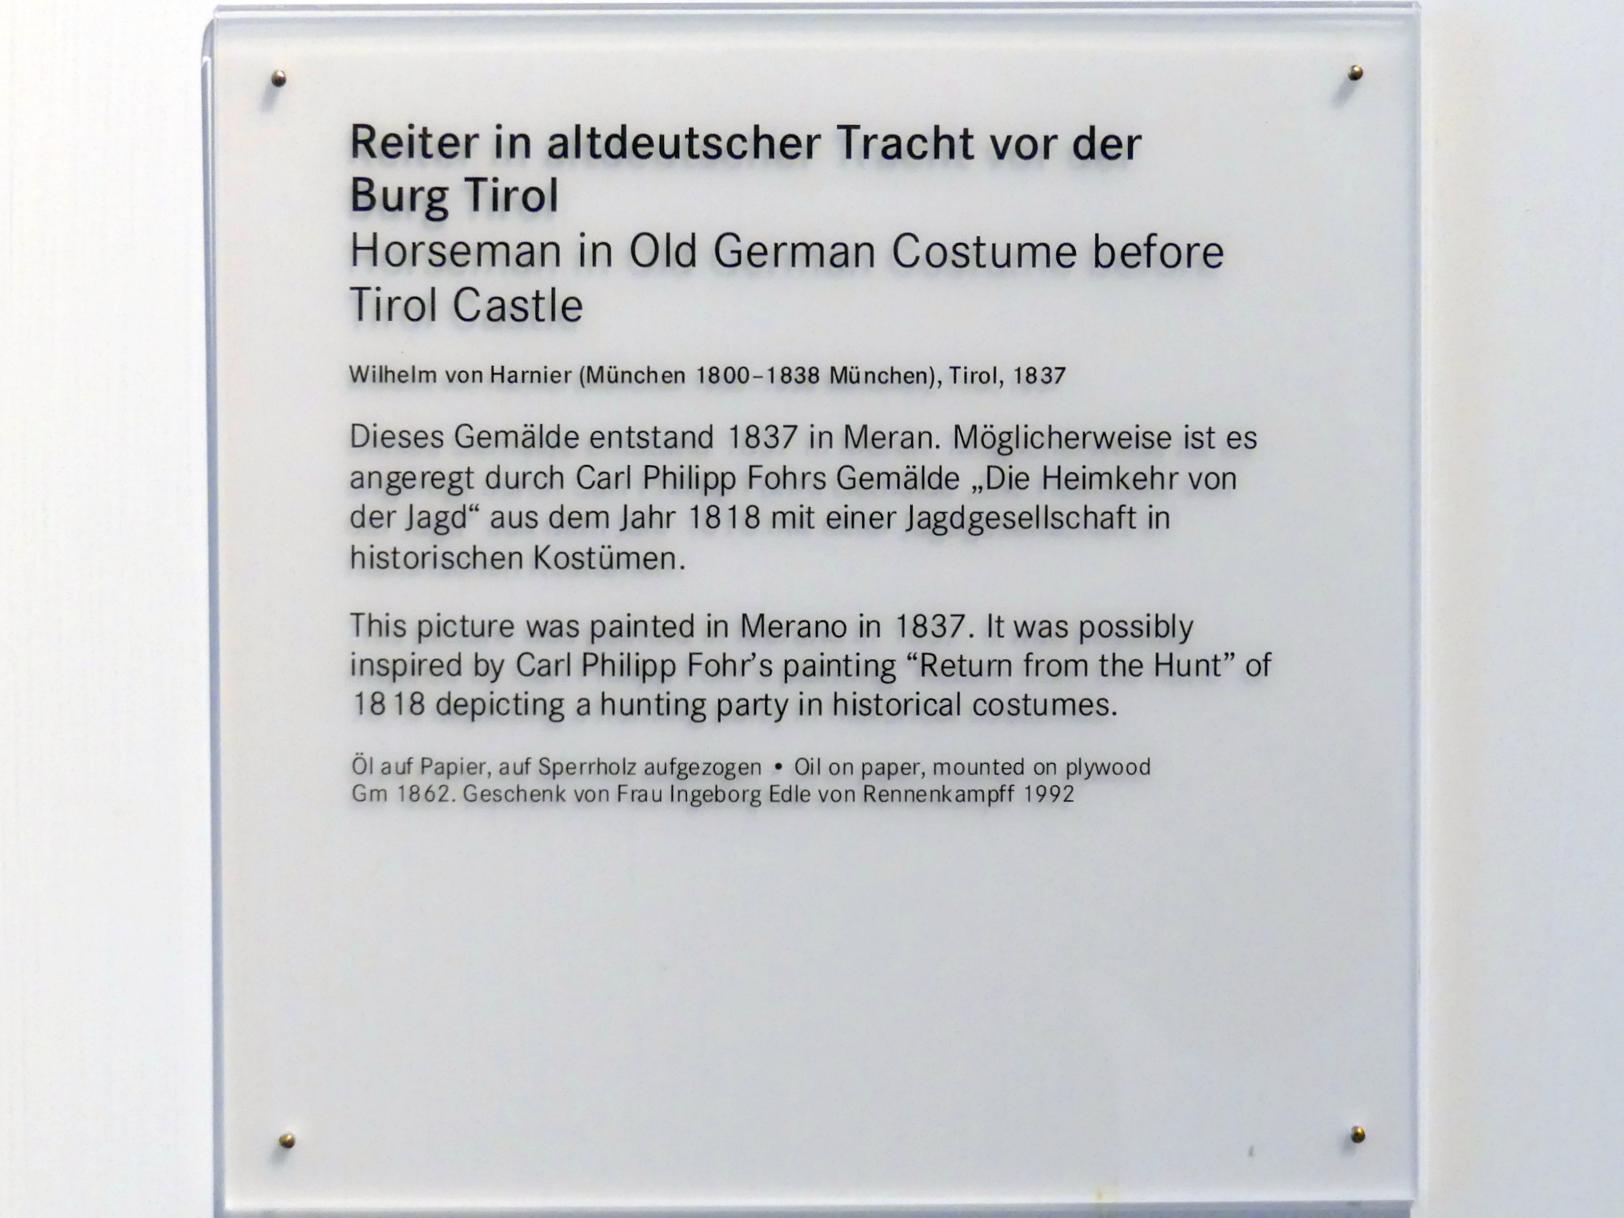 Reiter in altdeutscher Tracht vor der
Burg Tirol
Horseman in Old German Costume before
Tirol Castle
Wilhelm von Harnier (München 1800–1838 München), Tirol, 1837
Dieses Gemälde entstand 1837 in Meran. Möglicherweise ist es
angeregt durch Carl Philipp Fohrs Gemälde „Die Heimkehr von
der Jagd“ aus dem Jahr 1818 mit einer Jagdgesellschaft in
historischen Kostümen.
This picture was painted in Merano in 1837. It was possibly
inspired by Carl Philipp Fohr’s painting “Return from the Hunt” of
1818 depicting a hunting party in historical costumes.
Öl auf Papier, auf Sperrholz aufgezogen • Oil on paper, mounted on plywood
Gm 1862. Geschenk von Frau Ingeborg Edle von Rennenkampff 1992